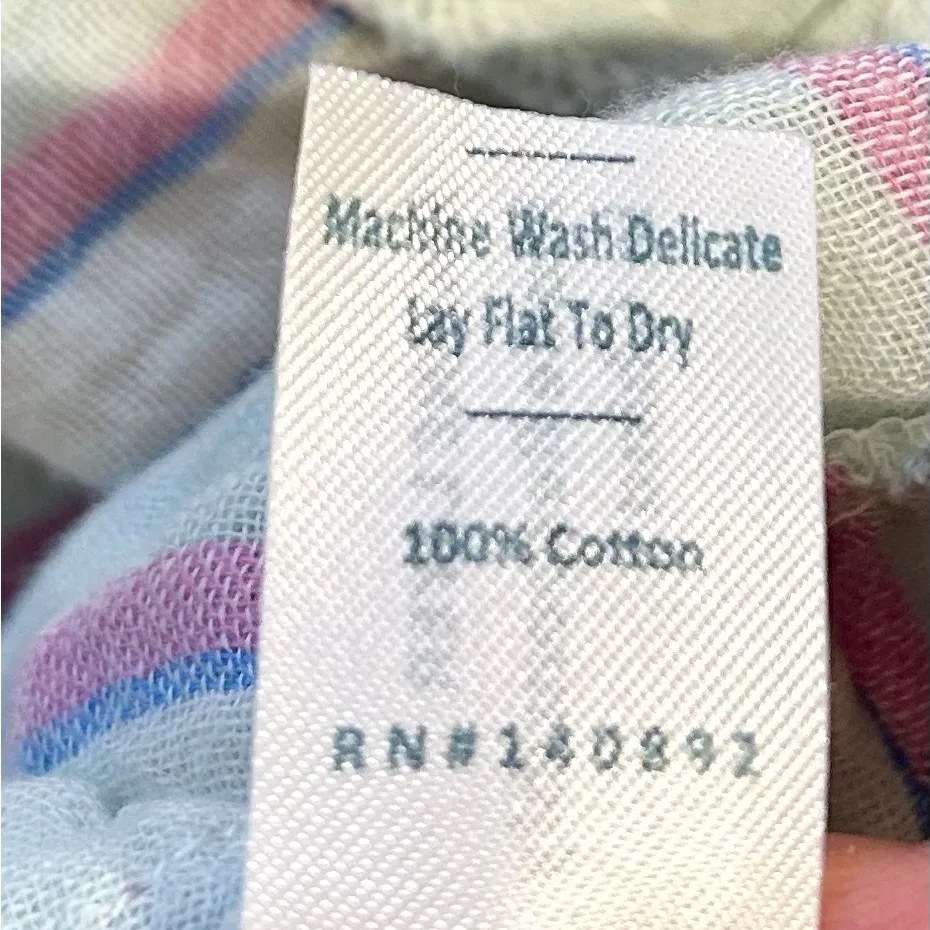 Machine Wash Delicate
Lay Flat To Dry
100% Cotton
RN#140892